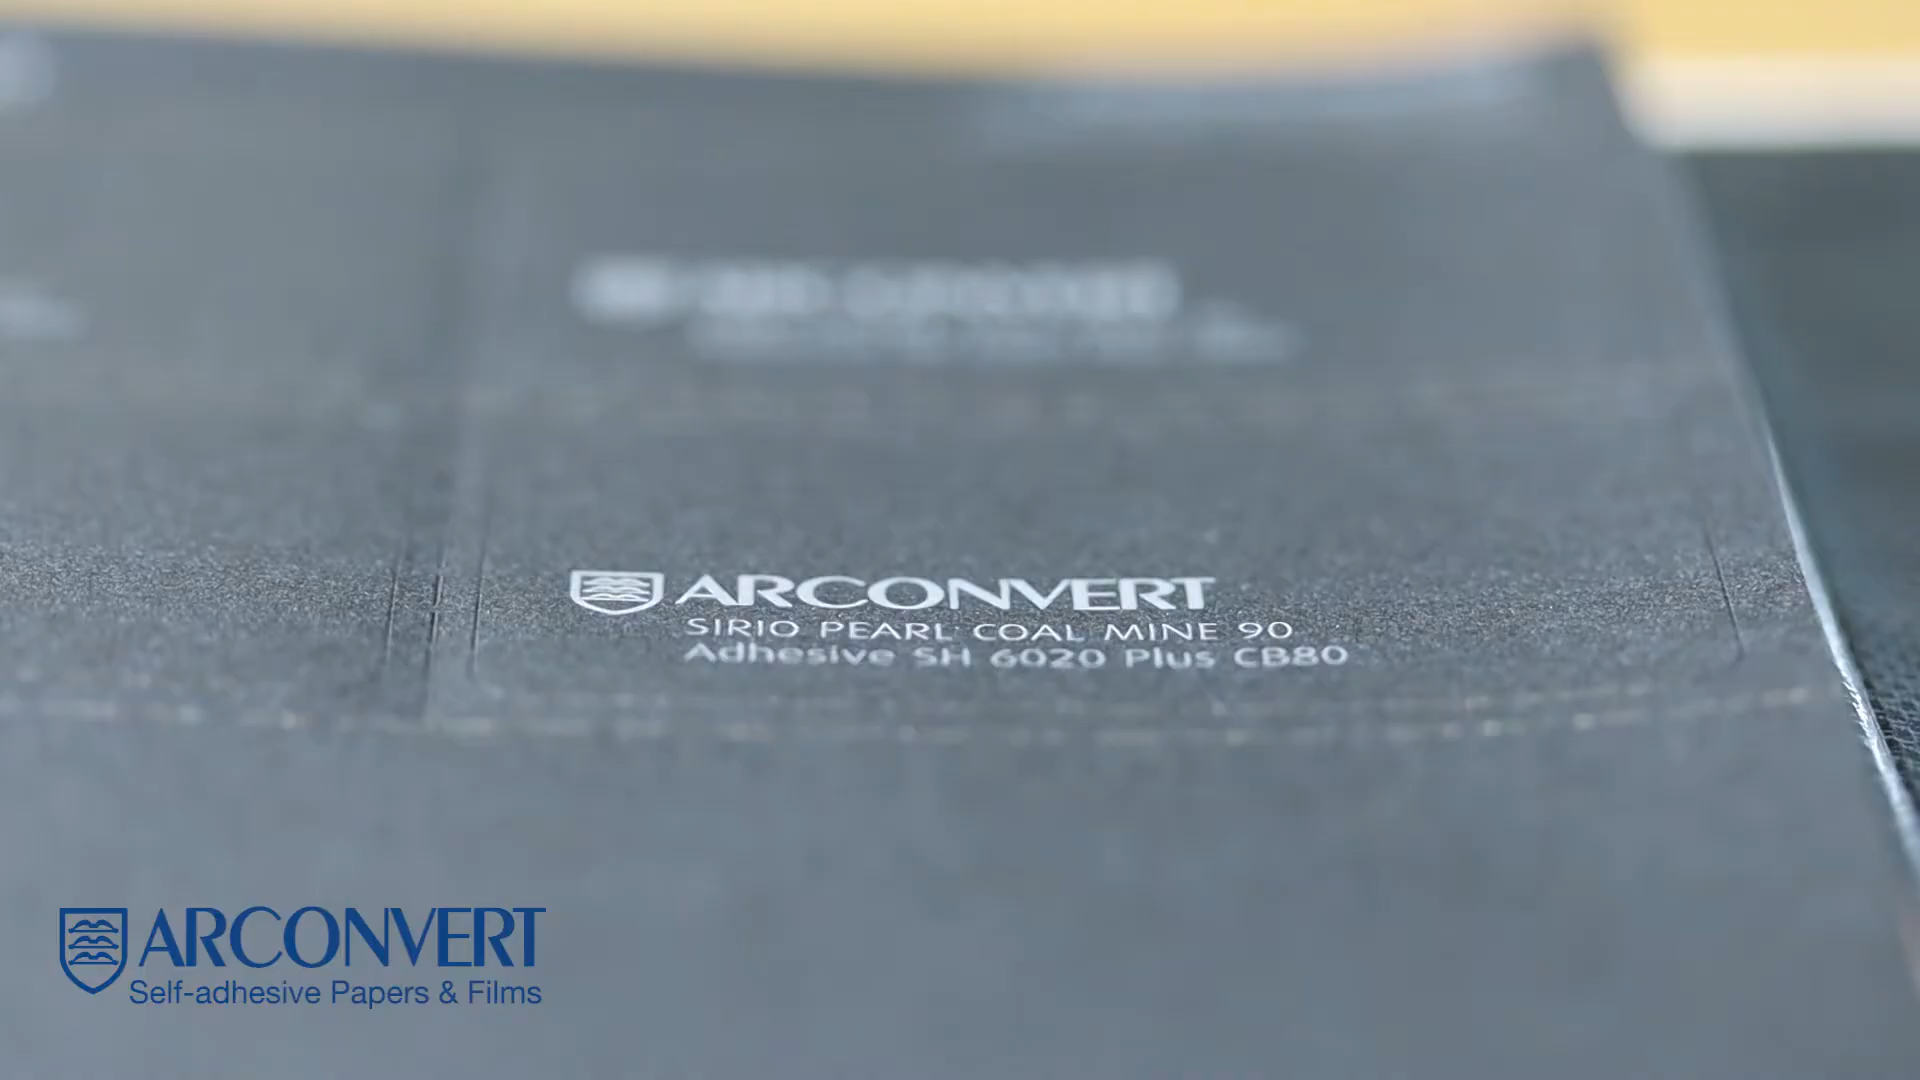 ARCONVERT
SIRIO PEARL COAL MINE 90
Adhesive SH 6020 Plus CB80
ARCONVERT
Self-adhesive Papers & Films